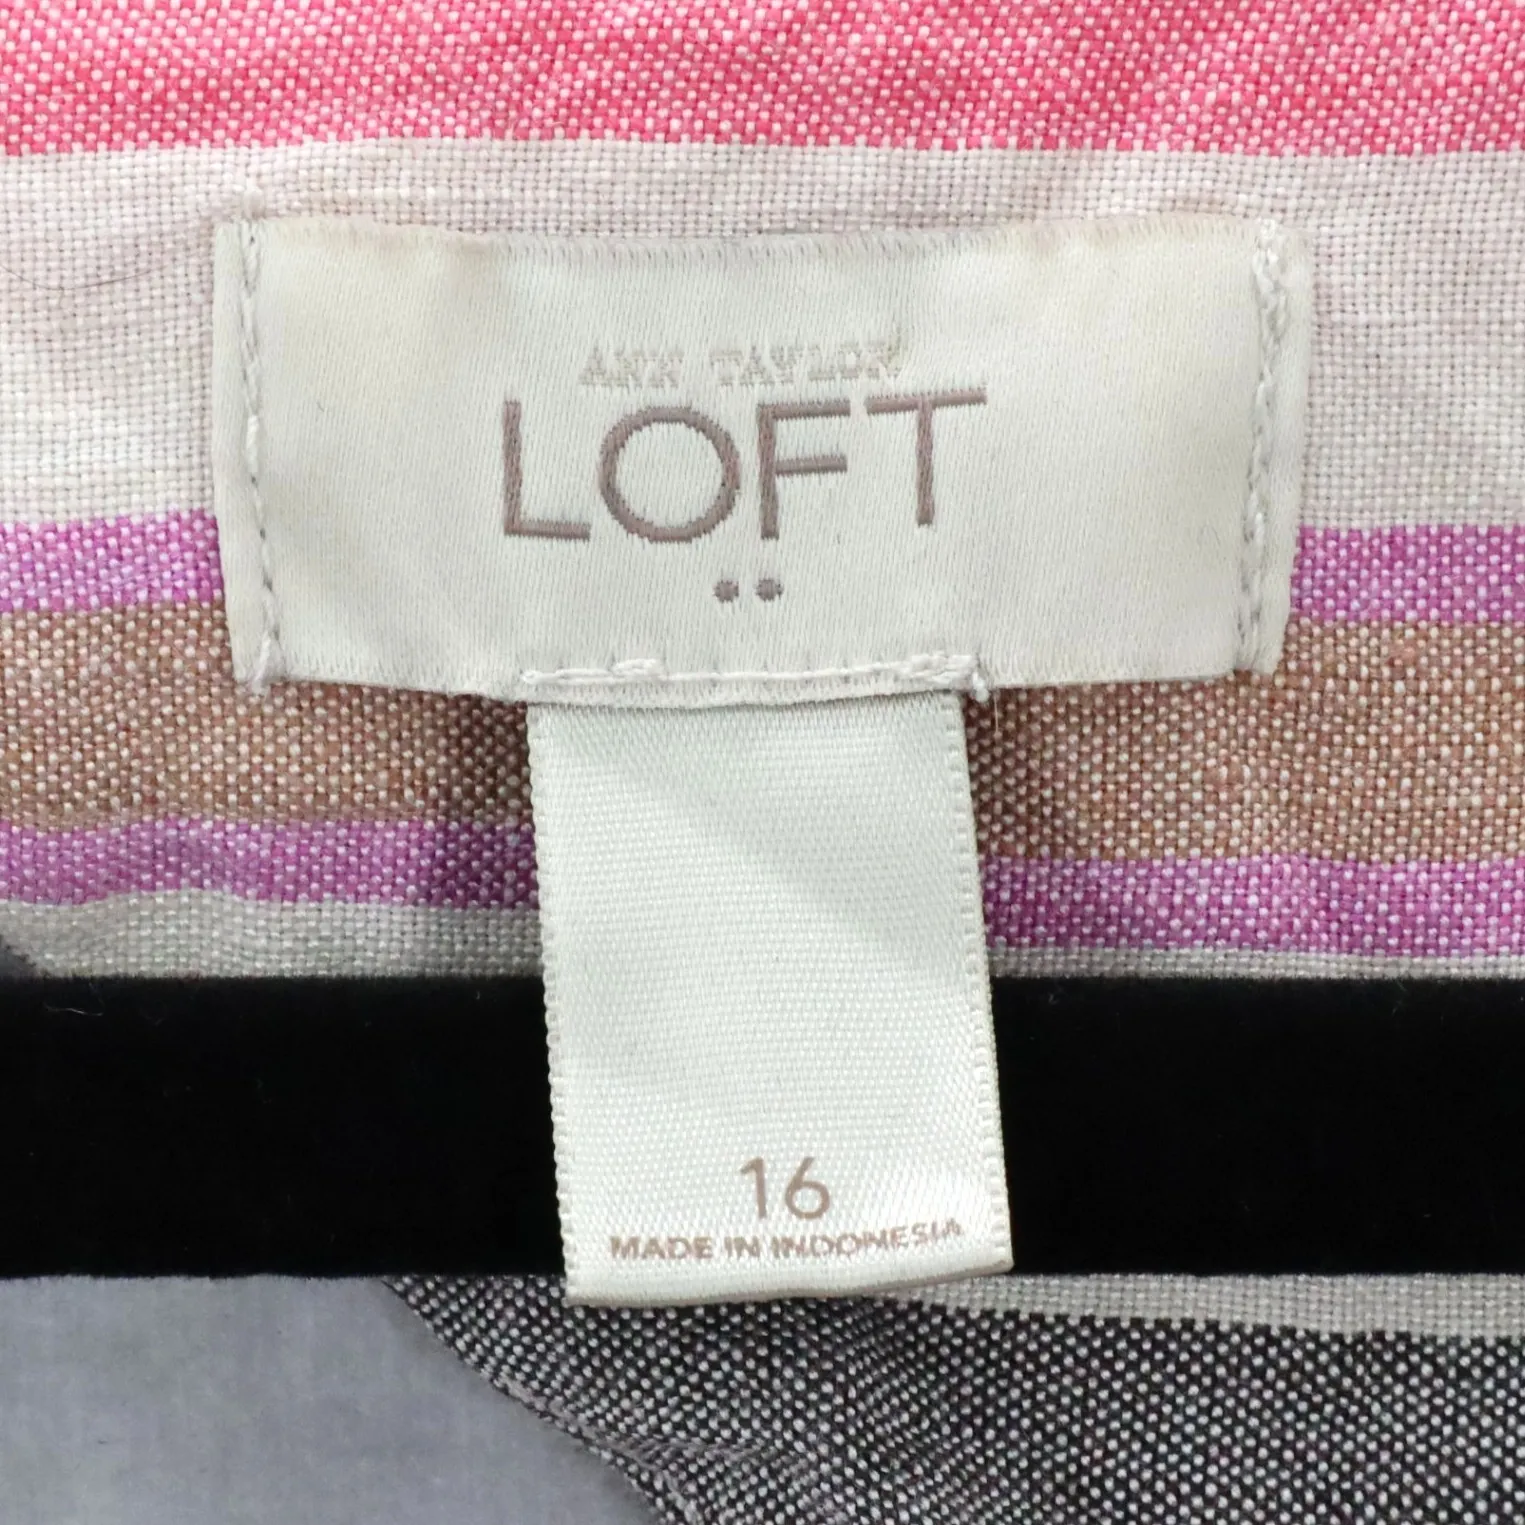 ANN TAYLOR
LOFT
16
MADE IN INDONESIA